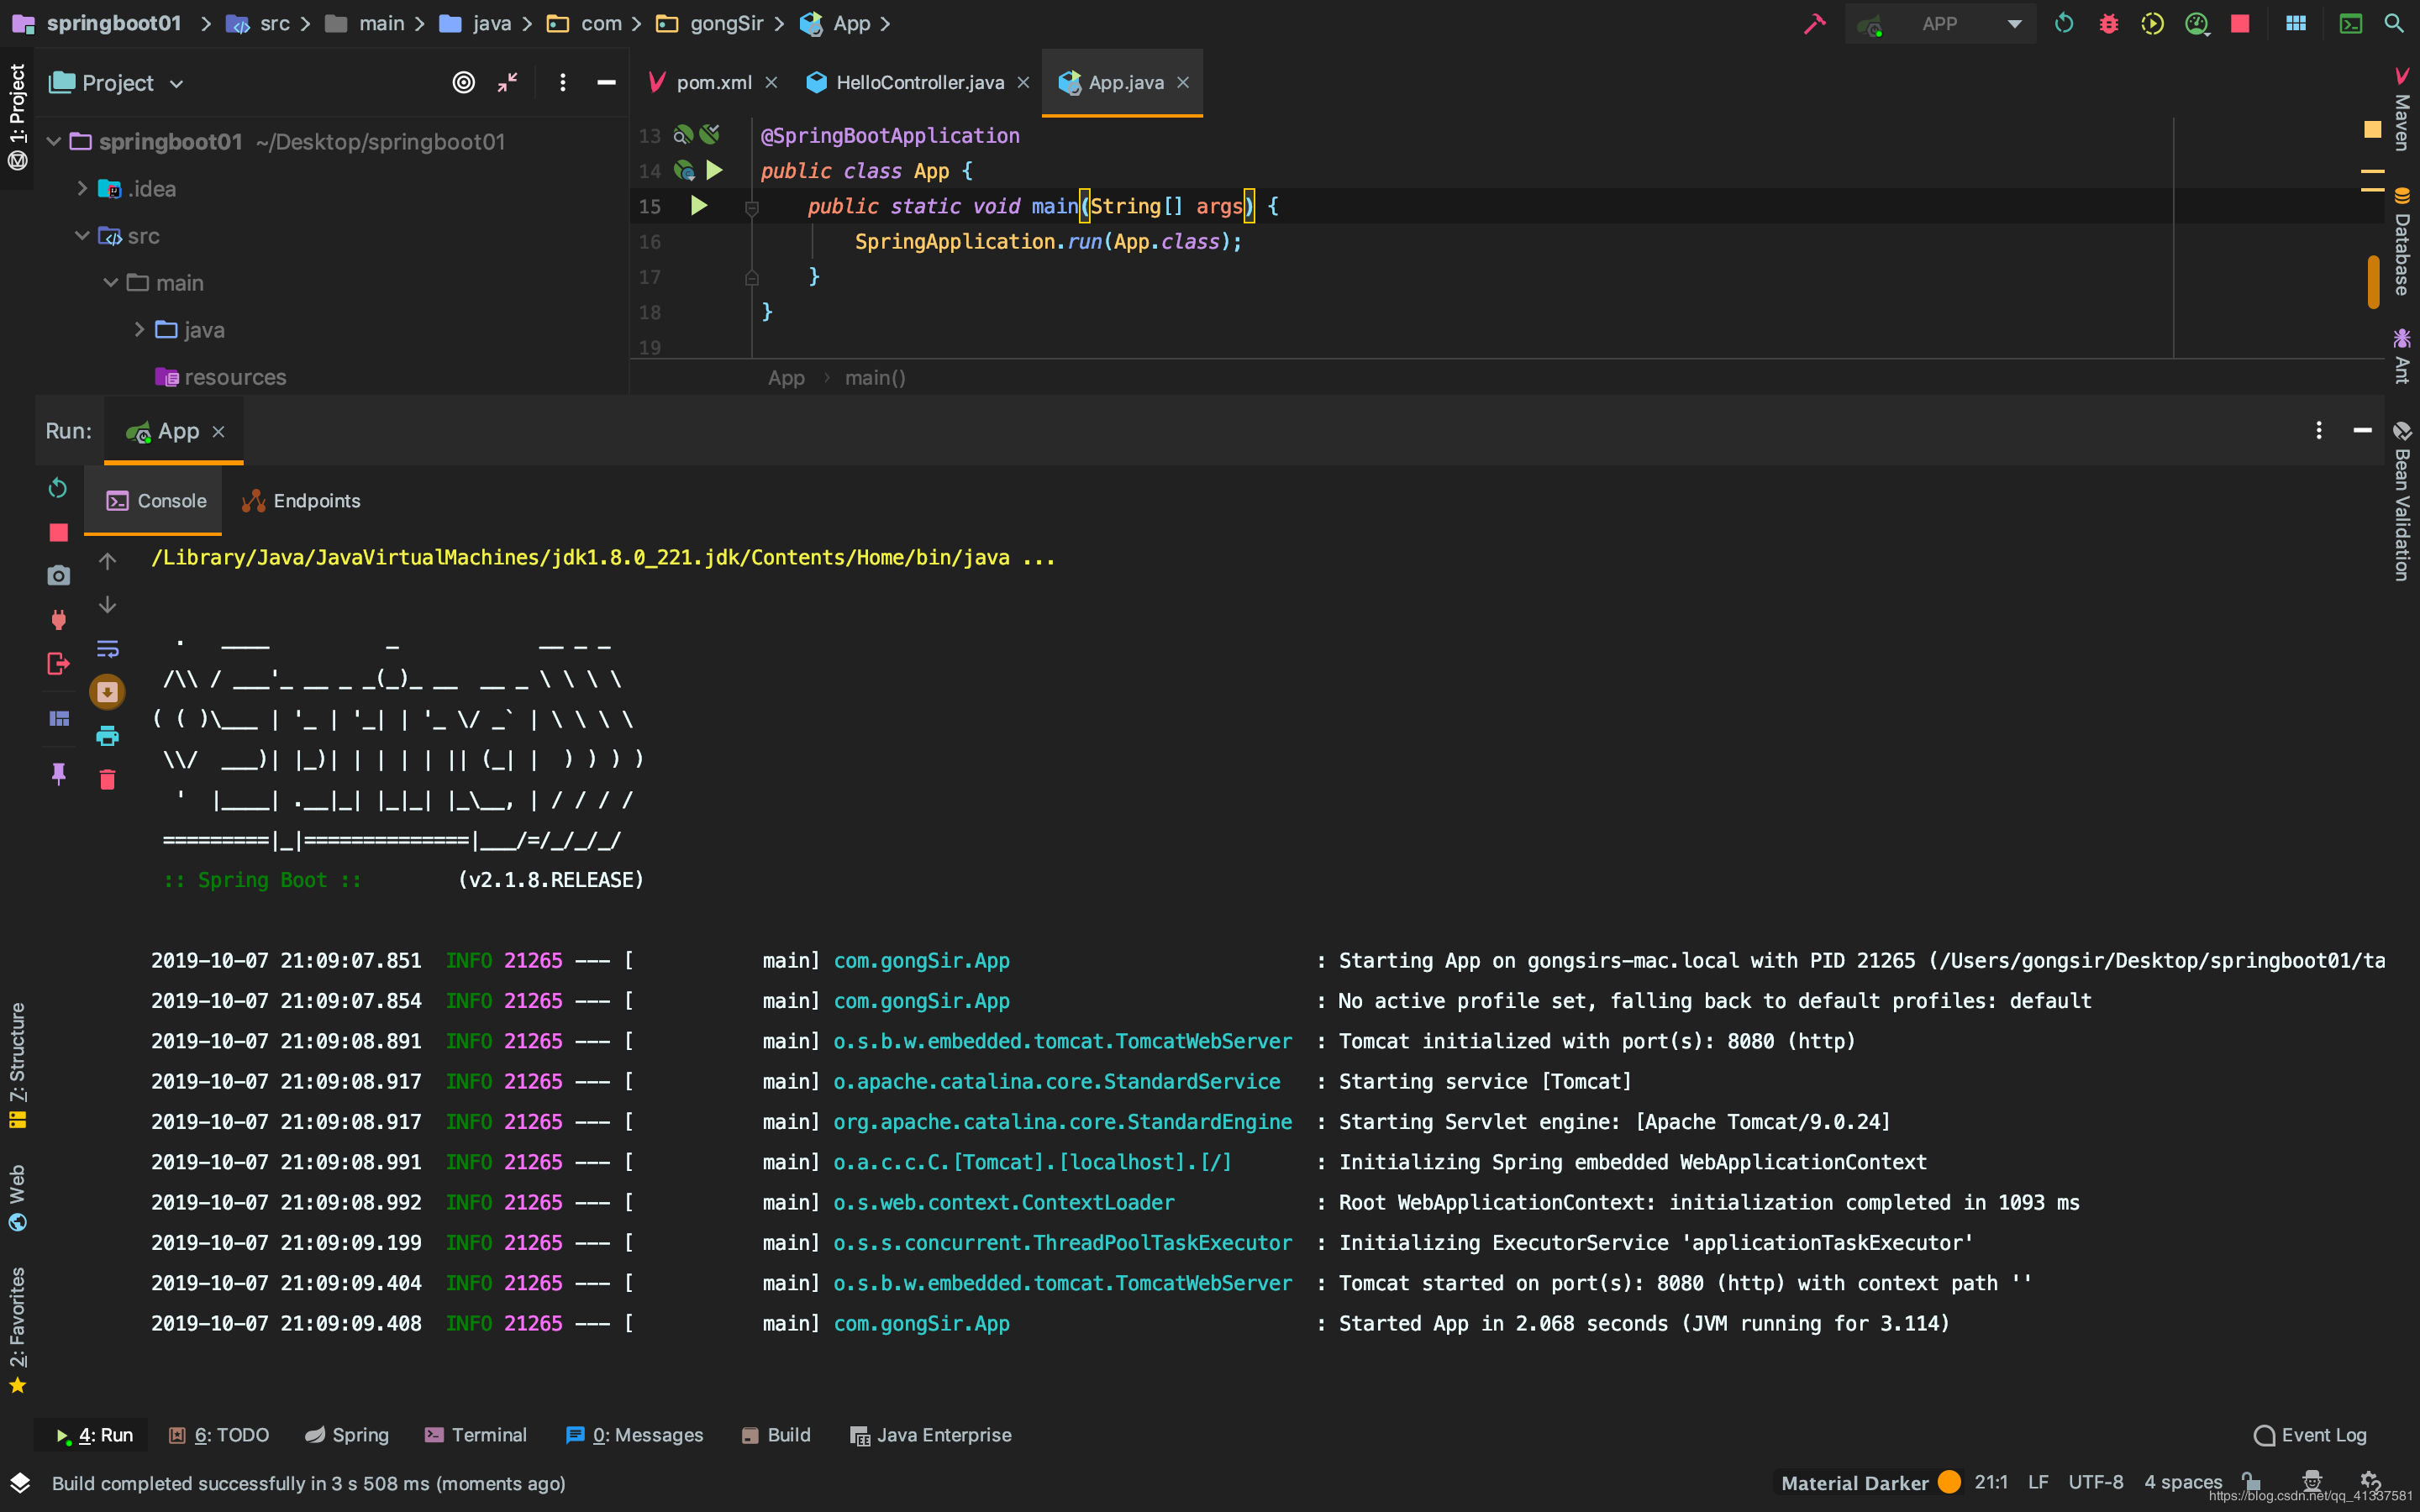 springboot01 > src > main > java > com > gongSir > App >
APP
1: Project
Project
pom.xml
HelloController.java
App.java
springboot01 ~/Desktop/springboot01
.idea
src
main
java
resources
13 @SpringBootApplication
14 public class App {
15 public static void main(String[] args) {
16 SpringApplication.run(App.class);
17 }
18 }
19
App > main()
Maven
Database
Ant
Bean Validation
Run: App
Console
Endpoints
/Library/Java/JavaVirtualMachines/jdk1.8.0_221.jdk/Contents/Home/bin/java ...
  .   ____          _            __ _ _
 /\\ / ___'_ __ _ _(_)_ __  __ _ \ \ \ \
( ( )\___ | '_ | '_| | '_ \/ _` | \ \ \ \
 \\/  ___)| |_)| | | | | || (_| |  ) ) ) )
  '  |____| .__|_| |_|_| |_\__, | / / / /
 =========|_|==============|___/=/_/_/_/
 :: Spring Boot ::        (v2.1.8.RELEASE)
2019-10-07 21:09:07.851  INFO 21265 --- [           main] com.gongSir.App                          : Starting App on gongsirs-mac.local with PID 21265 (/Users/gongsir/Desktop/springboot01/ta
2019-10-07 21:09:07.854  INFO 21265 --- [           main] com.gongSir.App                          : No active profile set, falling back to default profiles: default
2019-10-07 21:09:08.891  INFO 21265 --- [           main] o.s.b.w.embedded.tomcat.TomcatWebServer  : Tomcat initialized with port(s): 8080 (http)
2019-10-07 21:09:08.917  INFO 21265 --- [           main] o.apache.catalina.core.StandardService   : Starting service [Tomcat]
2019-10-07 21:09:08.917  INFO 21265 --- [           main] org.apache.catalina.core.StandardEngine  : Starting Servlet engine: [Apache Tomcat/9.0.24]
2019-10-07 21:09:08.991  INFO 21265 --- [           main] o.a.c.c.C.[Tomcat].[localhost].[/]       : Initializing Spring embedded WebApplicationContext
2019-10-07 21:09:08.992  INFO 21265 --- [           main] o.s.web.context.ContextLoader            : Root WebApplicationContext: initialization completed in 1093 ms
2019-10-07 21:09:09.199  INFO 21265 --- [           main] o.s.s.concurrent.ThreadPoolTaskExecutor  : Initializing ExecutorService 'applicationTaskExecutor'
2019-10-07 21:09:09.404  INFO 21265 --- [           main] o.s.b.w.embedded.tomcat.TomcatWebServer  : Tomcat started on port(s): 8080 (http) with context path ''
2019-10-07 21:09:09.408  INFO 21265 --- [           main] com.gongSir.App                          : Started App in 2.068 seconds (JVM running for 3.114)
7: Structure
Web
2: Favorites
4: Run
6: TODO
Spring
Terminal
0: Messages
Build
Java Enterprise
Event Log
Build completed successfully in 3 s 508 ms (moments ago)
Material Darker
21:1
LF
UTF-8
4 spaces
https://blog.csdn.net/qq_41337581